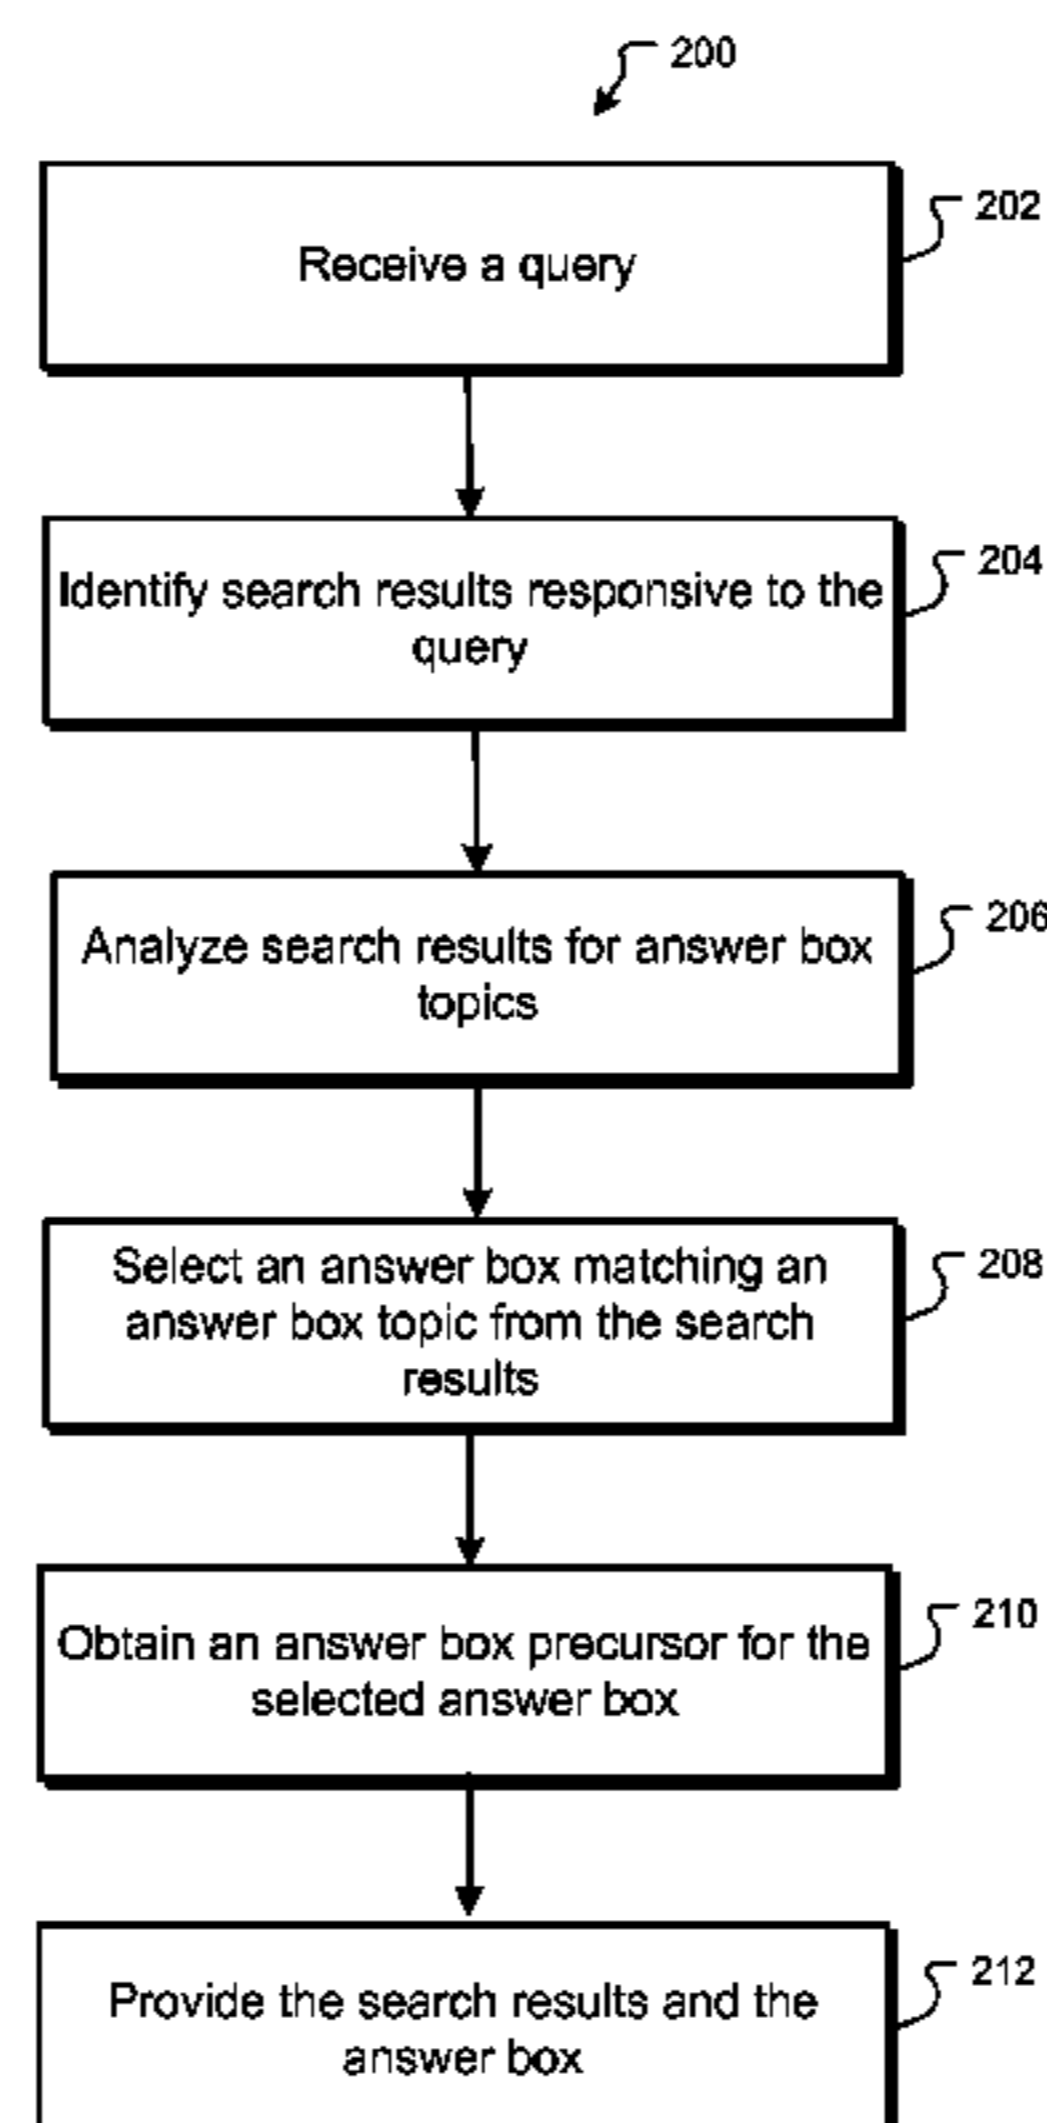 200
Receive a query
202
Identify search results responsive to the
query
204
Analyze search results for answer box
topics
206
Select an answer box matching an
answer box topic from the search
results
208
Obtain an answer box precursor for the
selected answer box
210
Provide the search results and the
answer box
212